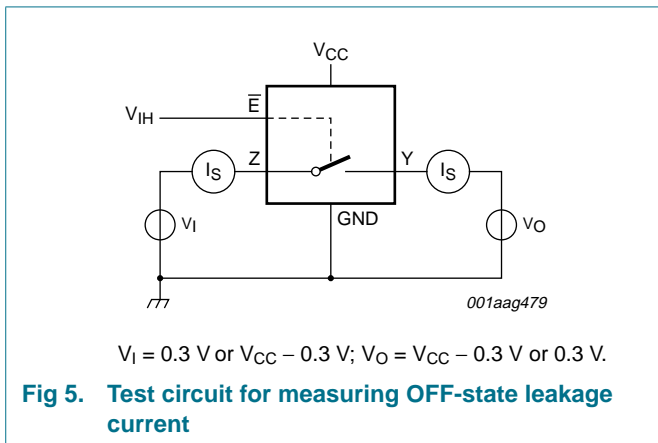 VCC
E
VIH
Z
Y
IS
IS
GND
VI
VO
001aag479
VI = 0.3 V or VCC − 0.3 V; VO = VCC − 0.3 V or 0.3 V.
Fig 5. Test circuit for measuring OFF-state leakage
current